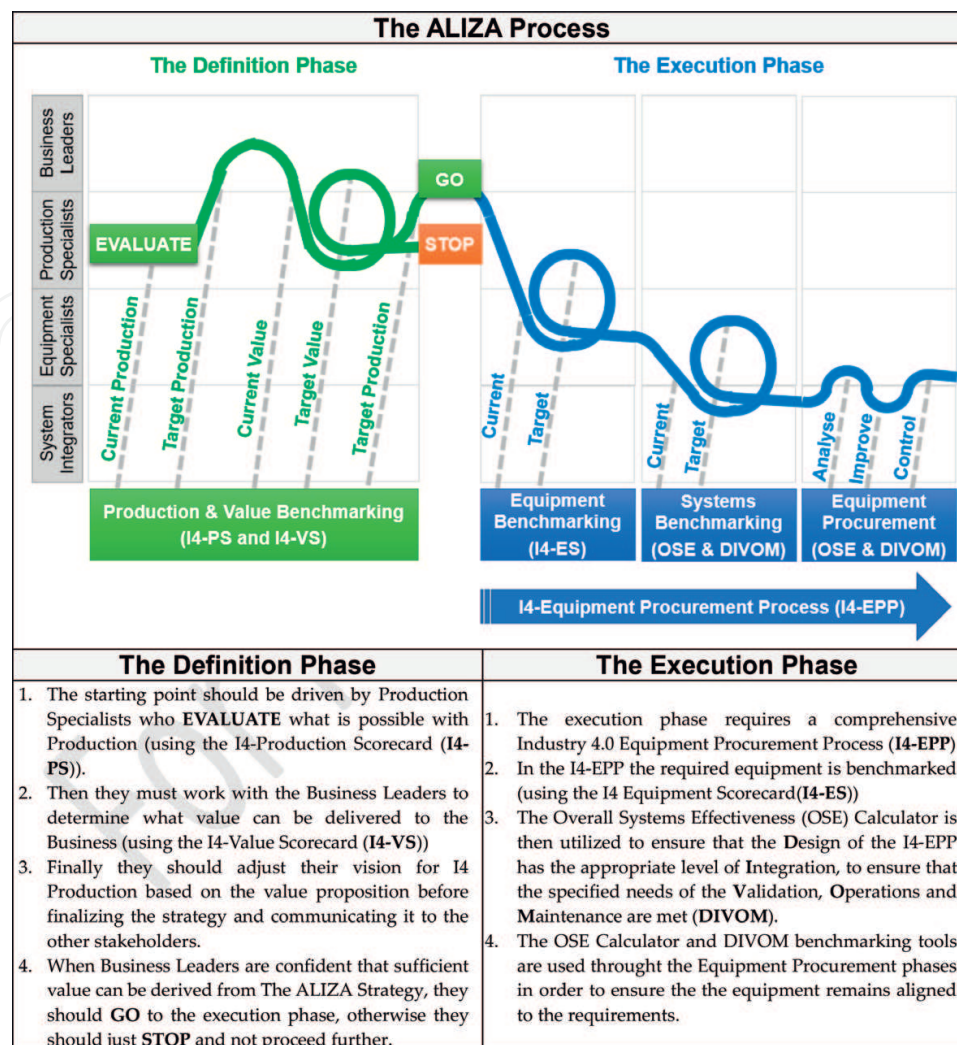 The ALIZA Process
The Definition Phase
The Execution Phase
Business
Leaders
Production
Specialists
Equipment
Specialists
System
Integrators
EVALUATE
GO
STOP
Current Production
Target Production
Current Value
Target Value
Target Production
Current
Target
Current
Target
Analyse
Improve
Control
Production & Value Benchmarking
(I4-PS and I4-VS)
Equipment
Benchmarking
(I4-ES)
Systems
Benchmarking
(OSE & DIVOM)
Equipment
Procurement
(OSE & DIVOM)
I4-Equipment Procurement Process (I4-EPP)
The Definition Phase
1. The starting point should be driven by Production
Specialists who EVALUATE what is possible with
Production (using the I4-Production Scorecard (I4-
PS)).
2. Then they must work with the Business Leaders to
determine what value can be delivered to the
Business (using the I4-Value Scorecard (I4-VS))
3. Finally they should adjust their vision for I4
Production based on the value proposition before
finalizing the strategy and communicating it to the
other stakeholders.
4. When Business Leaders are confident that sufficient
value can be derived from The ALIZA Strategy, they
should GO to the execution phase, otherwise they
should just STOP and not proceed further.
The Execution Phase
1. The execution phase requires a comprehensive
Industry 4.0 Equipment Procurement Process (I4-EPP)
2. In the I4-EPP the required equipment is benchmarked
(using the I4 Equipment Scorecard(I4-ES))
3. The Overall Systems Effectiveness (OSE) Calculator is
then utilized to ensure that the Design of the I4-EPP
has the appropriate level of Integration, to ensure that
the specified needs of the Validation, Operations and
Maintenance are met (DIVOM).
4. The OSE Calculator and DIVOM benchmarking tools
are used throught the Equipment Procurement phases
in order to ensure the the equipment remains aligned
to the requirements.